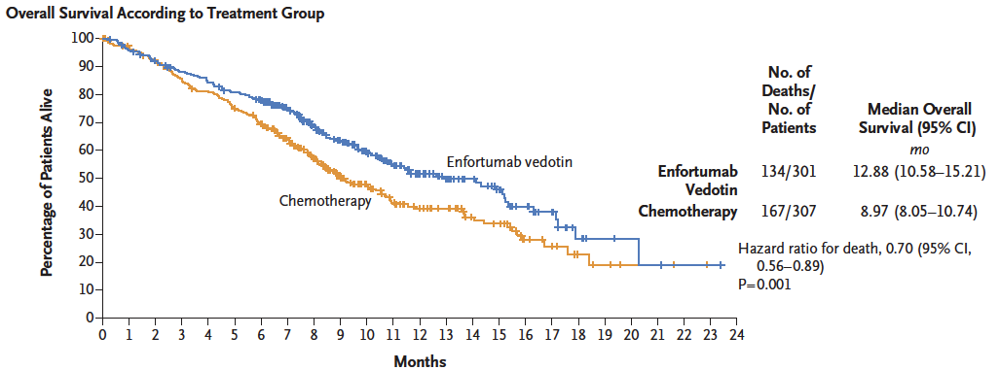 Overall Survival According to Treatment Group
Percentage of Patients Alive
100
90
80
70
60
50
40
30
20
10
0
0 1 2 3 4 5 6 7 8 9 10 11 12 13 14 15 16 17 18 19 20 21 22 23 24
Months
Enfortumab vedotin
Chemotherapy
No. of
Deaths/
No. of
Patients
Median Overall
Survival (95% CI)
mo
Enfortumab
Vedotin
134/301
12.88 (10.58–15.21)
Chemotherapy
167/307
8.97 (8.05–10.74)
Hazard ratio for death, 0.70 (95% CI,
0.56–0.89)
P=0.001